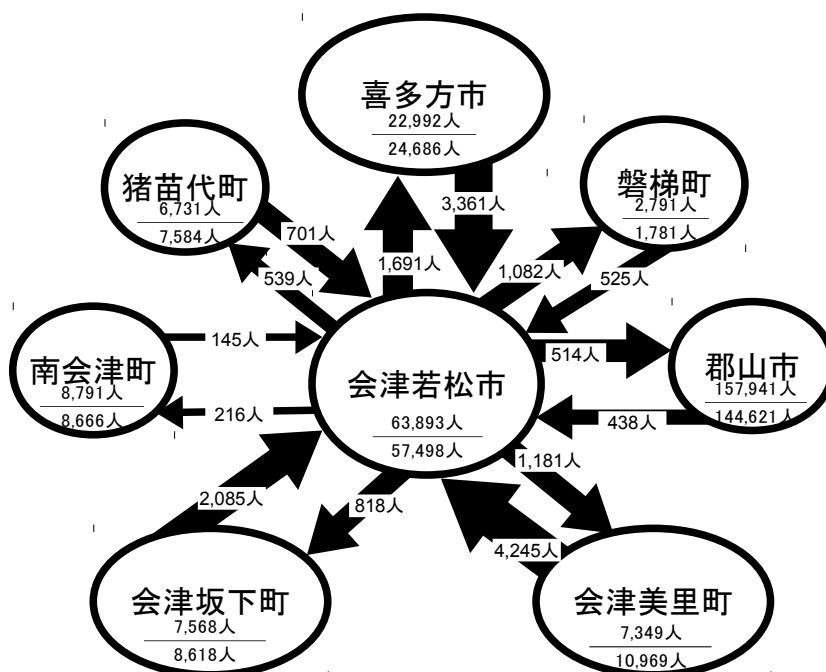 喜多方市
22,992人
24,686人
猪苗代町
6,731人
7,584人
磐梯町
2,791人
1,781人
701人
3,361人
539人
1,691人
1,082人
525人
南会津町
8,791人
8,666人
145人
216人
会津若松市
63,893人
57,498人
514人
438人
郡山市
157,941人
144,621人
2,085人
818人
1,181人
4,245人
会津坂下町
7,568人
8,618人
会津美里町
7,349人
10,969人